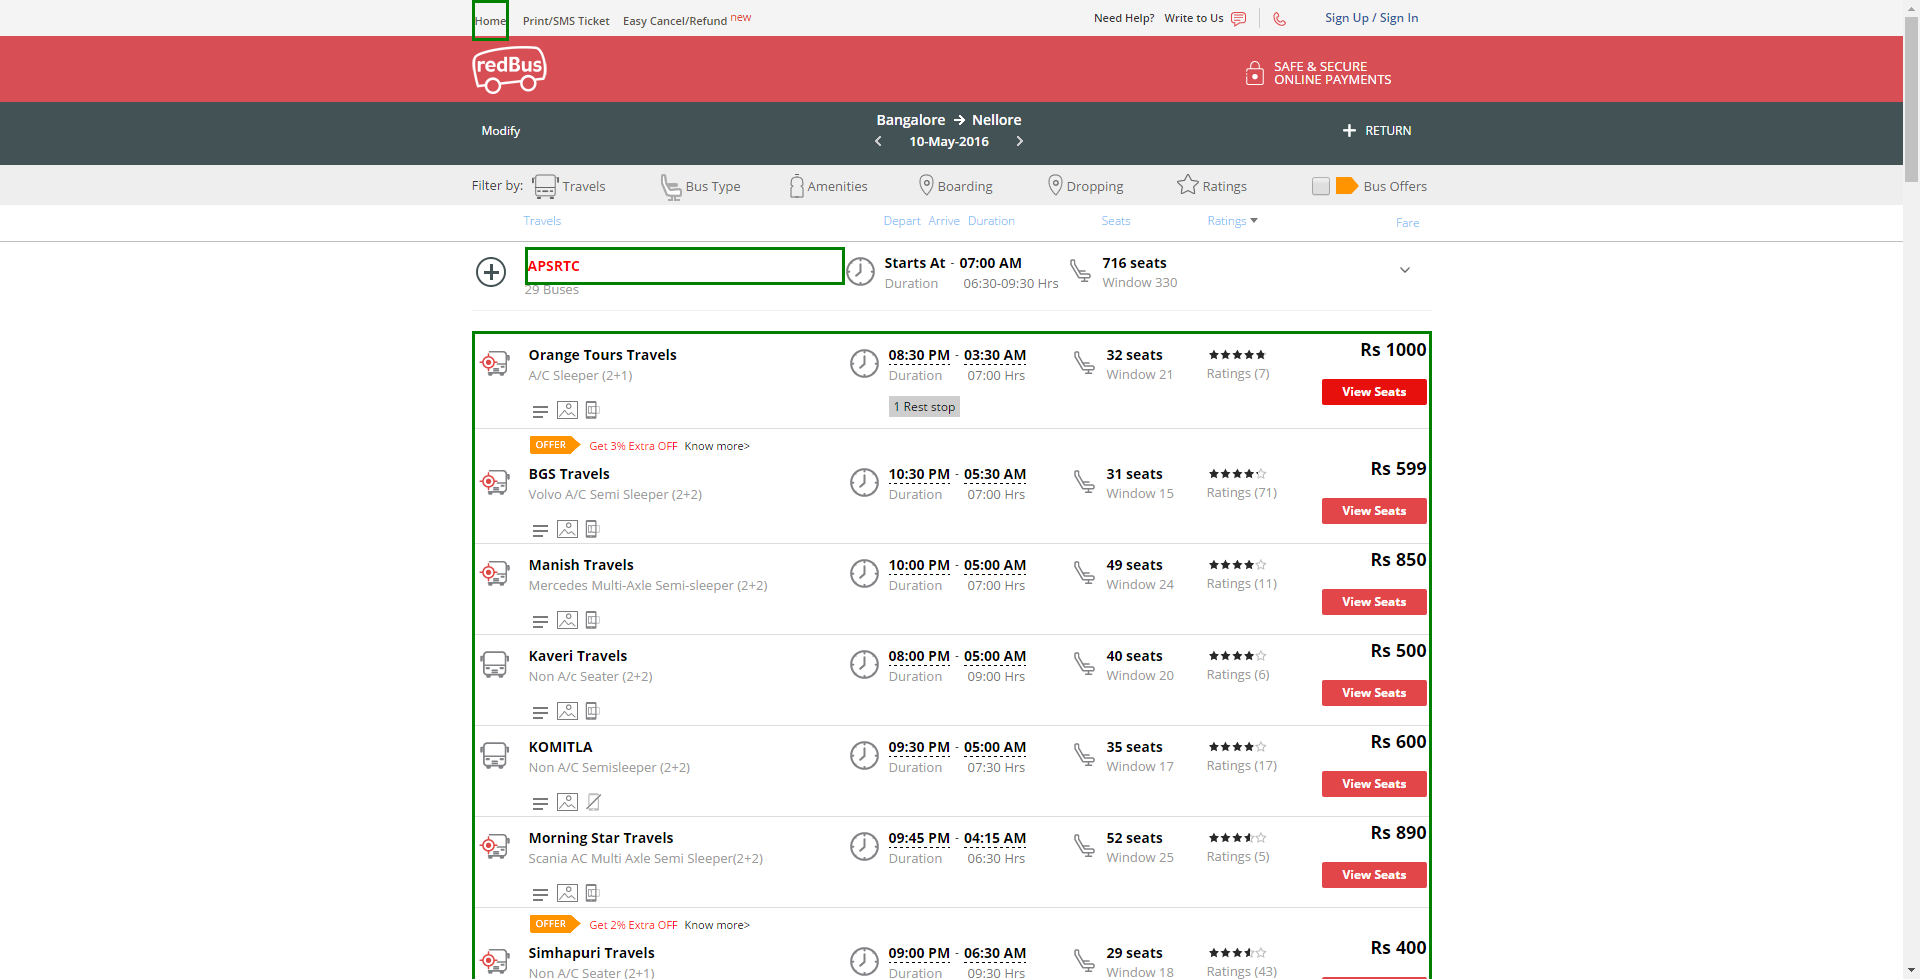 Home Print/SMS Ticket Easy Cancel/Refund new Need Help? Write to Us Sign Up / Sign In
redBus SAFE & SECURE
ONLINE PAYMENTS
Modify Bangalore → Nellore + RETURN
< 10-May-2016 >
Filter by: Travels Bus Type Amenities Boarding Dropping Ratings Bus Offers
Travels Depart Arrive Duration Seats Ratings Fare
APSRTC Starts At - 07:00 AM 716 seats
29 Buses Duration 06:30-09:30 Hrs Window 330
Orange Tours Travels 08:30 PM - 03:30 AM 32 seats ★★★★★ Rs 1000
A/C Sleeper (2+1) Duration 07:00 Hrs Window 21 Ratings (7)
View Seats
1 Rest stop
OFFER Get 3% Extra OFF Know more>
BGS Travels 10:30 PM - 05:30 AM 31 seats Rs 599
Volvo A/C Semi Sleeper (2+2) Duration 07:00 Hrs Window 15 Ratings (71)
View Seats
Manish Travels 10:00 PM - 05:00 AM 49 seats Rs 850
Mercedes Multi-Axle Semi-sleeper (2+2) Duration 07:00 Hrs Window 24 Ratings (11)
View Seats
Kaveri Travels 08:00 PM - 05:00 AM 40 seats Rs 500
Non A/c Seater (2+2) Duration 09:00 Hrs Window 20 Ratings (6)
View Seats
KOMITLA 09:30 PM - 05:00 AM 35 seats Rs 600
Non A/C Semisleeper (2+2) Duration 07:30 Hrs Window 17 Ratings (17)
View Seats
Morning Star Travels 09:45 PM - 04:15 AM 52 seats Rs 890
Scania AC Multi Axle Semi Sleeper(2+2) Duration 06:30 Hrs Window 25 Ratings (5)
View Seats
OFFER Get 2% Extra OFF Know more>
Simhapuri Travels 09:00 PM - 06:30 AM 29 seats Rs 400
Non A/C Seater (2+1) Duration 09:30 Hrs Window 18 Ratings (43)